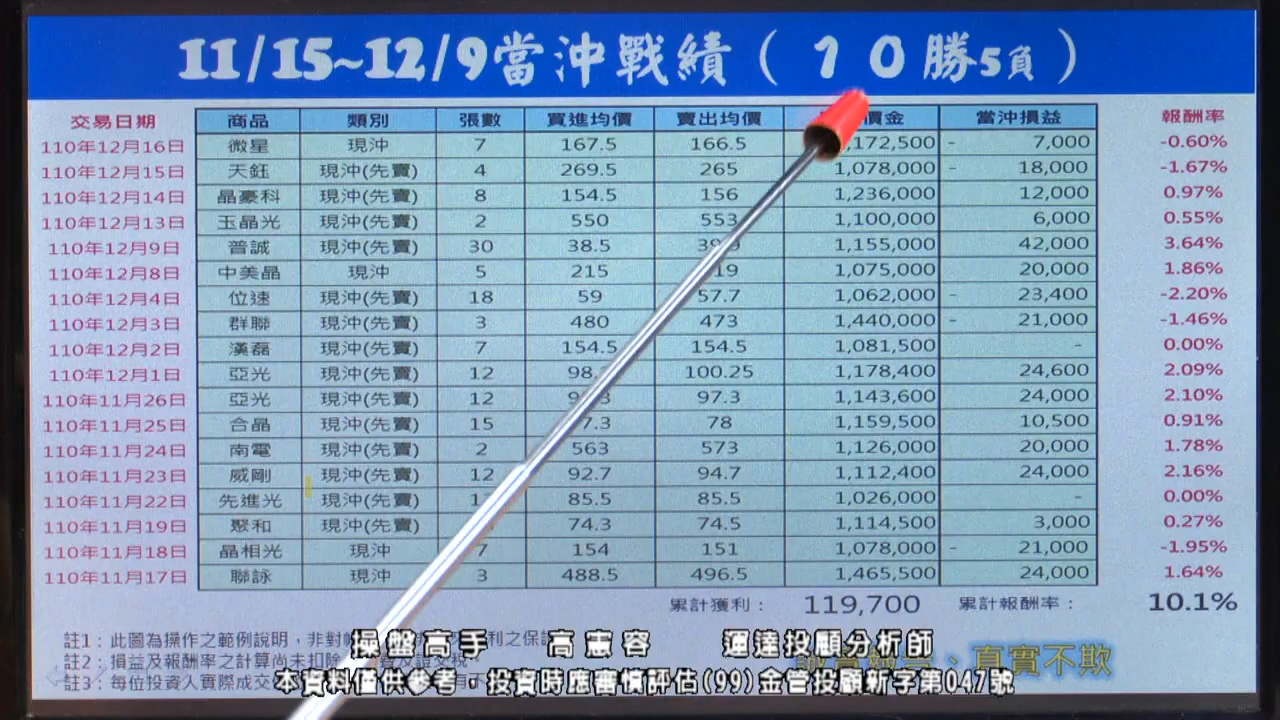 11/15~12/9當沖戰績（10勝5負）
交易日期 商品 類別 張數 買進均價 賣出均價 價金 當沖損益 報酬率
110年12月16日 微星 現沖 7 167.5 166.5 1,172,500 - 7,000 -0.60%
110年12月15日 天鈺 現沖(先賣) 4 269.5 265 1,078,000 - 18,000 -1.67%
110年12月14日 晶豪科 現沖(先賣) 8 154.5 156 1,236,000 12,000 0.97%
110年12月13日 玉晶光 現沖(先賣) 2 550 553 1,100,000 6,000 0.55%
110年12月9日 普誠 現沖(先賣) 30 38.5 1,155,000 42,000 3.64%
110年12月8日 中美晶 現沖 5 215 19 1,075,000 20,000 1.86%
110年12月4日 位速 現沖(先賣) 18 59 57.7 1,062,000 - 23,400 -2.20%
110年12月3日 群聯 現沖(先賣) 3 480 473 1,440,000 - 21,000 -1.46%
110年12月2日 漢磊 現沖(先賣) 7 154.5 154.5 1,081,500 - 0.00%
110年12月1日 亞光 現沖(先賣) 12 98. 100.25 1,178,400 24,600 2.09%
110年11月26日 亞光 現沖(先賣) 12 97.3 1,143,600 24,000 2.10%
110年11月25日 合晶 現沖(先賣) 15 7.3 78 1,159,500 10,500 0.91%
110年11月24日 南電 現沖(先賣) 2 563 573 1,126,000 20,000 1.78%
110年11月23日 威剛 現沖(先賣) 12 92.7 94.7 1,112,400 24,000 2.16%
110年11月22日 先進光 現沖(先賣) 85.5 85.5 1,026,000 - 0.00%
110年11月19日 聚和 現沖(先賣) 74.3 74.5 1,114,500 3,000 0.27%
110年11月18日 晶相光 現沖 7 154 151 1,078,000 - 21,000 -1.95%
110年11月17日 聯詠 現沖 3 488.5 496.5 1,465,500 24,000 1.64%
累計獲利： 119,700 累計報酬率： 10.1%
註1：此圖為操作之範例說明，非對 利之保
操盤高手 高憲容 運達投顧分析師
註2：損益及報酬率之計算尚未扣除 證交稅
、真實不欺
註3：每位投資人實際成交
本資料僅供參考。投資時應審慎評估(99)金管投顧新字第047號